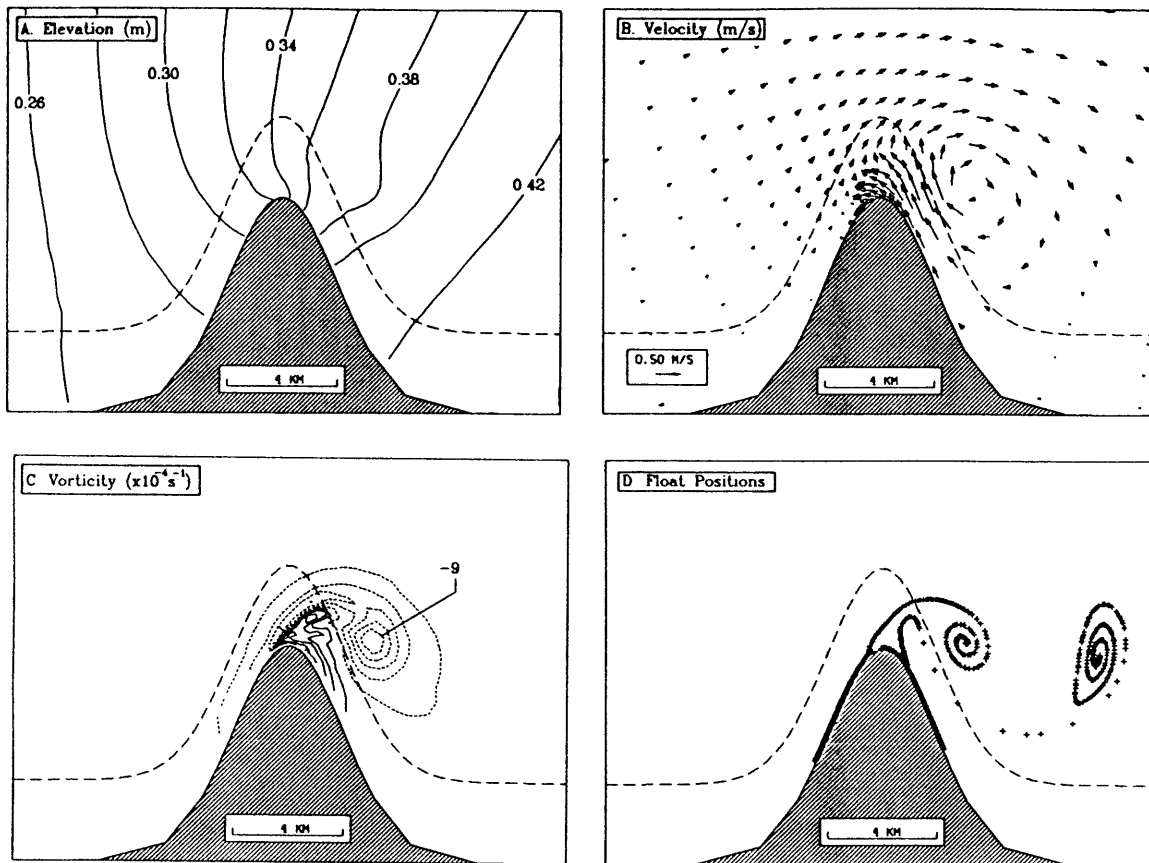 A. Elevation (m)
0.34
0.30
0.38
0.26
0.42
4 KM
B. Velocity (m/s)
0.50 M/S
4 KM
C Vorticity (x10⁻⁴s⁻¹)
-9
4 KM
D Float Positions
4 KM